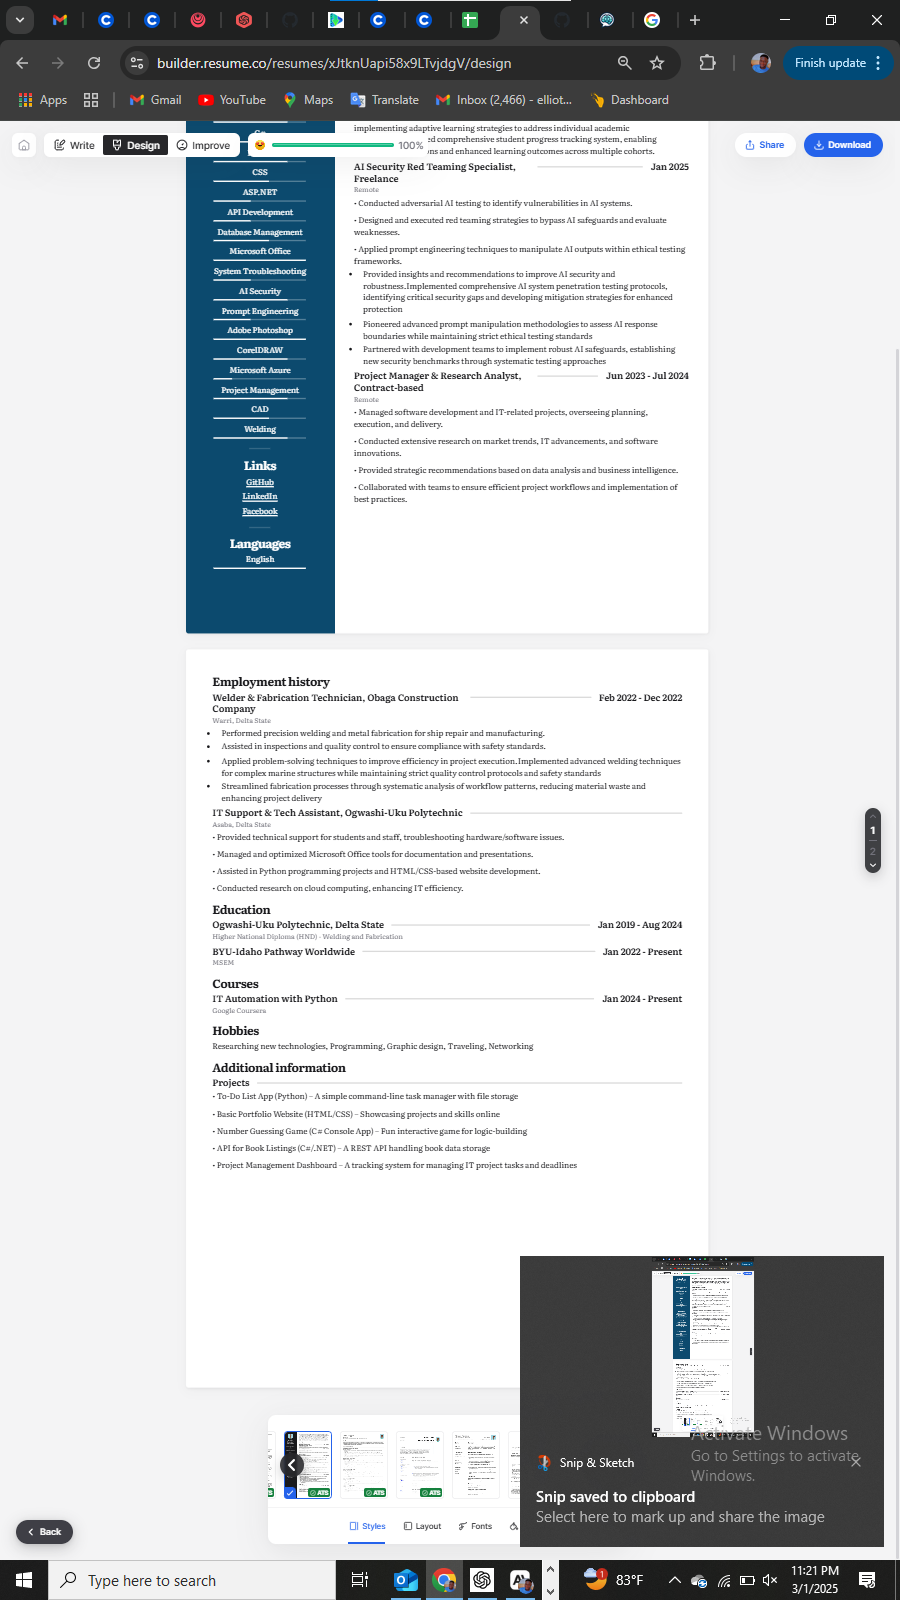 builder.resume.co/resumes/xJtknUapi58x9LTvjdgV/design
Finish update
Apps
Gmail
YouTube
Maps
Translate
Inbox (2,466) - elliot...
Dashboard
Write
Design
Improve
100%
Share
Download
C#
CSS
ASP.NET
API Development
Database Management
Microsoft Office
System Troubleshooting
AI Security
Prompt Engineering
Adobe Photoshop
CorelDRAW
Microsoft Azure
Project Management
CAD
Welding
Links
GitHub
LinkedIn
Facebook
Languages
English
implementing adaptive learning strategies to address individual academic
d comprehensive student progress tracking system, enabling
ns and enhanced learning outcomes across multiple cohorts.
AI Security Red Teaming Specialist, Jan 2025
Freelance
Remote
• Conducted adversarial AI testing to identify vulnerabilities in AI systems.
• Designed and executed red teaming strategies to bypass AI safeguards and evaluate
weaknesses.
• Applied prompt engineering techniques to manipulate AI outputs within ethical testing
frameworks.
• Provided insights and recommendations to improve AI security and
robustness.Implemented comprehensive AI system penetration testing protocols,
identifying critical security gaps and developing mitigation strategies for enhanced
protection
• Pioneered advanced prompt manipulation methodologies to assess AI response
boundaries while maintaining strict ethical testing standards
• Partnered with development teams to implement robust AI safeguards, establishing
new security benchmarks through systematic testing approaches
Project Manager & Research Analyst, Jun 2023 - Jul 2024
Contract-based
Remote
• Managed software development and IT-related projects, overseeing planning,
execution, and delivery.
• Conducted extensive research on market trends, IT advancements, and software
innovations.
• Provided strategic recommendations based on data analysis and business intelligence.
• Collaborated with teams to ensure efficient project workflows and implementation of
best practices.
Employment history
Welder & Fabrication Technician, Obaga Construction Feb 2022 - Dec 2022
Company
Warri, Delta State
• Performed precision welding and metal fabrication for ship repair and manufacturing.
• Assisted in inspections and quality control to ensure compliance with safety standards.
• Applied problem-solving techniques to improve efficiency in project execution.Implemented advanced welding techniques
for complex marine structures while maintaining strict quality control protocols and safety standards
• Streamlined fabrication processes through systematic analysis of workflow patterns, reducing material waste and
enhancing project delivery
IT Support & Tech Assistant, Ogwashi-Uku Polytechnic
Asaba, Delta State
• Provided technical support for students and staff, troubleshooting hardware/software issues.
• Managed and optimized Microsoft Office tools for documentation and presentations.
• Assisted in Python programming projects and HTML/CSS-based website development.
• Conducted research on cloud computing, enhancing IT efficiency.
Education
Ogwashi-Uku Polytechnic, Delta State Jan 2019 - Aug 2024
Higher National Diploma (HND) - Welding and Fabrication
BYU-Idaho Pathway Worldwide Jan 2022 - Present
MSEM
Courses
IT Automation with Python Jan 2024 - Present
Google Coursers
Hobbies
Researching new technologies, Programming, Graphic design, Traveling, Networking
Additional information
Projects
• To-Do List App (Python) – A simple command-line task manager with file storage
• Basic Portfolio Website (HTML/CSS) – Showcasing projects and skills online
• Number Guessing Game (C# Console App) – Fun interactive game for logic-building
• API for Book Listings (C#/.NET) – A REST API handling book data storage
• Project Management Dashboard – A tracking system for managing IT project tasks and deadlines
1
2
ATS
ATS
ATS
Styles
Layout
Fonts
Back
Activate Windows
Go to Settings to activate
Windows.
Snip & Sketch
Snip saved to clipboard
Select here to mark up and share the image
Type here to search
1
83°F
11:21 PM
3/1/2025